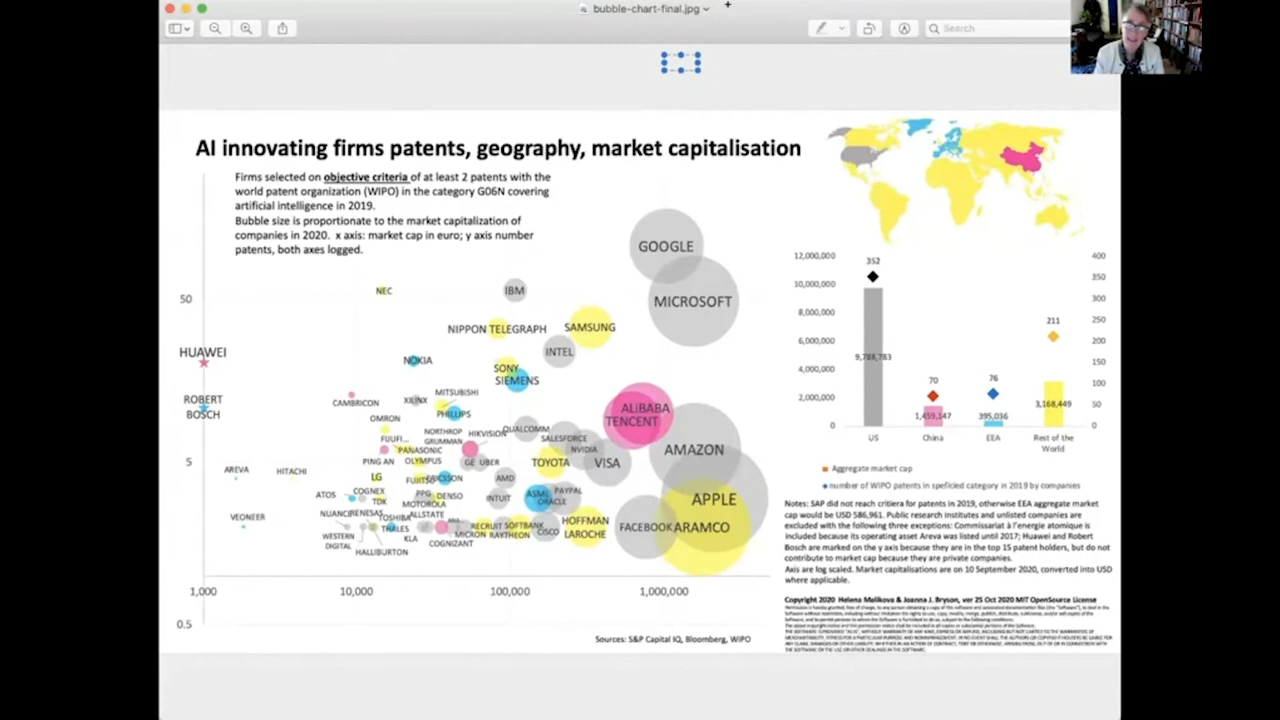 bubble-chart-final.jpg
Search
AI innovating firms patents, geography, market capitalisation
Firms selected on objective criteria of at least 2 patents with the
world patent organization (WIPO) in the category G06N covering
artificial intelligence in 2019.
Bubble size is proportionate to the market capitalization of
companies in 2020. x axis: market cap in euro; y axis number
patents, both axes logged.
GOOGLE
MICROSOFT
NEC
IBM
50
NIPPON TELEGRAPH
SAMSUNG
INTEL
HUAWEI
NOKIA
SONY
SIEMENS
ROBERT
BOSCH
CAMBRICON
XILINX
MITSUBISHI
PHILLIPS
ALIBABA
TENCENT
OMRON
FUJIFI...
NORTHROP
GRUMMAN
HIKVISION
QUALCOMM
SALESFORCE
NVIDIA
AMAZON
PANASONIC
OLYMPUS
PING AN
GE
UBER
TOYOTA
VISA
5
AREVA
HITACHI
LG
FUJITSU
ERICSSON
AMD
ATOS
COGNEX
TDK
PPG
DENSO
MOTOROLA
INTUIT
ASML
PAYPAL
ORACLE
APPLE
VEONEER
NUANCE
RENESAS
TOSHIBA
THALES
ALLSTATE
RECRUIT
SOFTBANK
MICRON
RAYTHEON
CISCO
HOFFMAN
LAROCHE
FACEBOOK
ARAMCO
WESTERN
DIGITAL
KLA
COGNIZANT
HALLIBURTON
1,000
10,000
100,000
1,000,000
0.5
Sources: S&P Capital IQ, Bloomberg, WIPO
12,000,000
10,000,000
8,000,000
6,000,000
4,000,000
2,000,000
0
400
350
300
250
200
150
100
50
0
352
9,788,783
70
1,459,147
76
395,036
211
3,168,449
US
China
EEA
Rest of the
World
Aggregate market cap
number of WIPO patents in speficied category in 2019 by companies
Notes: SAP did not reach critiera for patents in 2019, otherwise EEA aggregate market
cap would be USD 586,961. Public research institutes and unlisted companies are
excluded with the following three exceptions: Commissariat à l'energie atomique is
included because its operating asset Areva was listed until 2017; Huawei and Robert
Bosch are marked on the y axis because they are in the top 15 patent holders, but do not
contribute to market cap because they are private companies.
Axis are log scaled. Market capitalisations are on 10 September 2020, converted into USD
where applicable.
Copyright 2020 Helena Malikova & Joanna J. Bryson, ver 25 Oct 2020 MIT OpenSource License